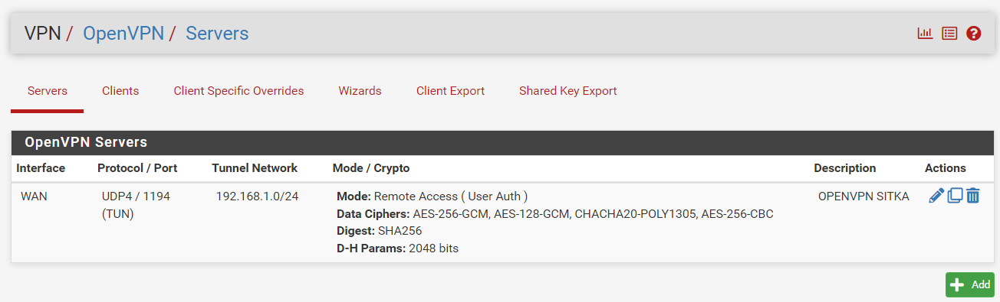 VPN / OpenVPN / Servers
Servers Clients Client Specific Overrides Wizards Client Export Shared Key Export
OpenVPN Servers
Interface Protocol / Port Tunnel Network Mode / Crypto Description Actions
WAN UDP4 / 1194 192.168.1.0/24 Mode: Remote Access ( User Auth ) OPENVPN SITKA
(TUN) Data Ciphers: AES-256-GCM, AES-128-GCM, CHACHA20-POLY1305, AES-256-CBC
Digest: SHA256
D-H Params: 2048 bits
Add